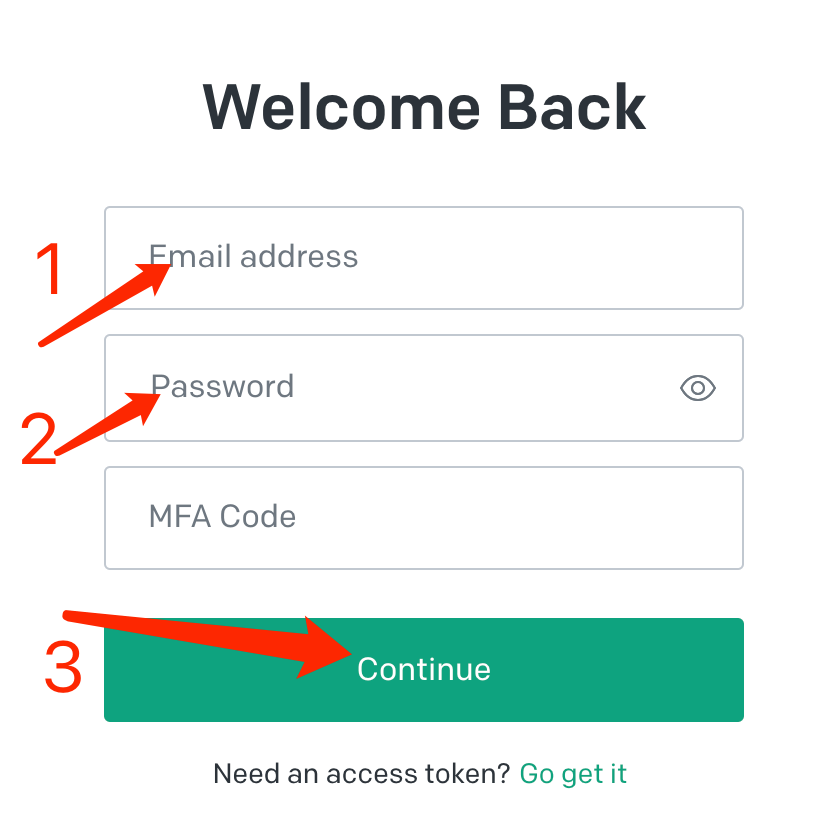 Welcome Back
1
Email address
2
Password
MFA Code
3
Continue
Need an access token? Go get it